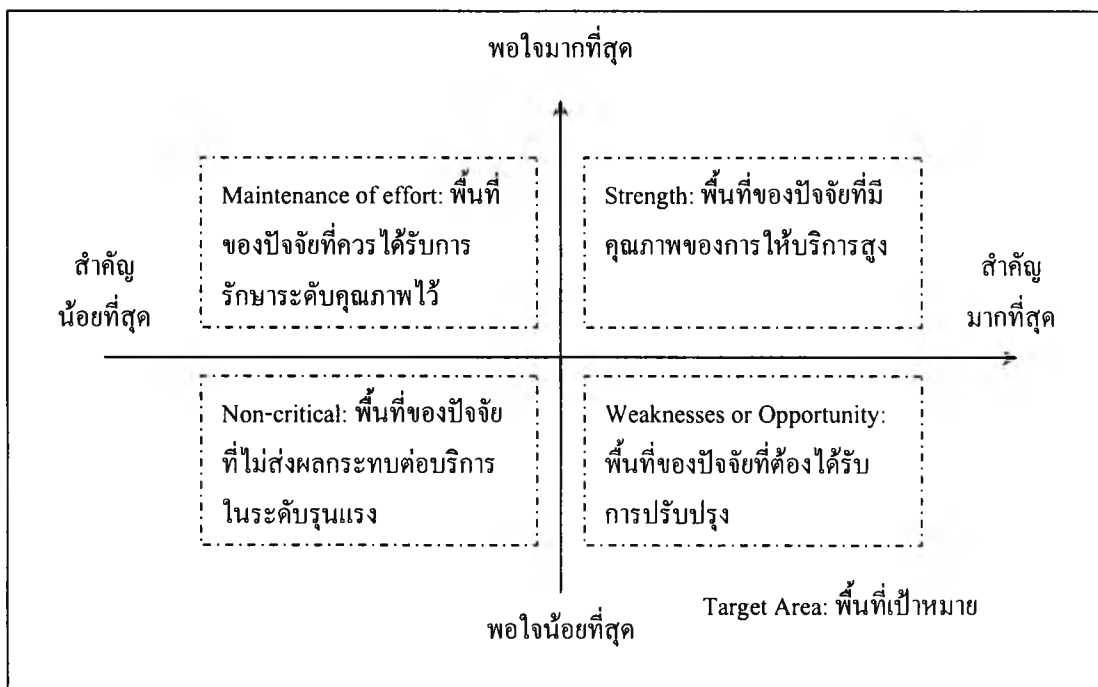 พอใจมากที่สุด
Maintenance of effort: พื้นที่
ของปัจจัยที่ควรได้รับการ
รักษาระดับคุณภาพไว้
Strength: พื้นที่ของปัจจัยที่มี
คุณภาพของการให้บริการสูง
สำคัญ
น้อยที่สุด
สำคัญ
มากที่สุด
Non-critical: พื้นที่ของปัจจัย
ที่ไม่ส่งผลกระทบต่อบริการ
ในระดับรุนแรง
Weaknesses or Opportunity:
พื้นที่ของปัจจัยที่ต้องได้รับ
การปรับปรุง
Target Area: พื้นที่เป้าหมาย
พอใจน้อยที่สุด